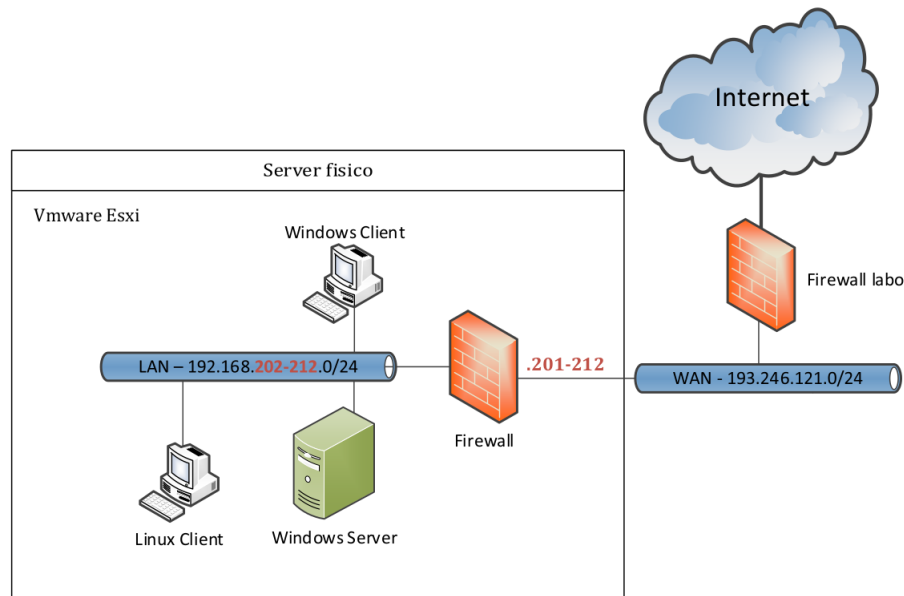 Internet
Server fisico
Vmware Esxi
Windows Client
Firewall labo
LAN – 192.168.202-212.0/24
.201-212
WAN - 193.246.121.0/24
Firewall
Linux Client
Windows Server